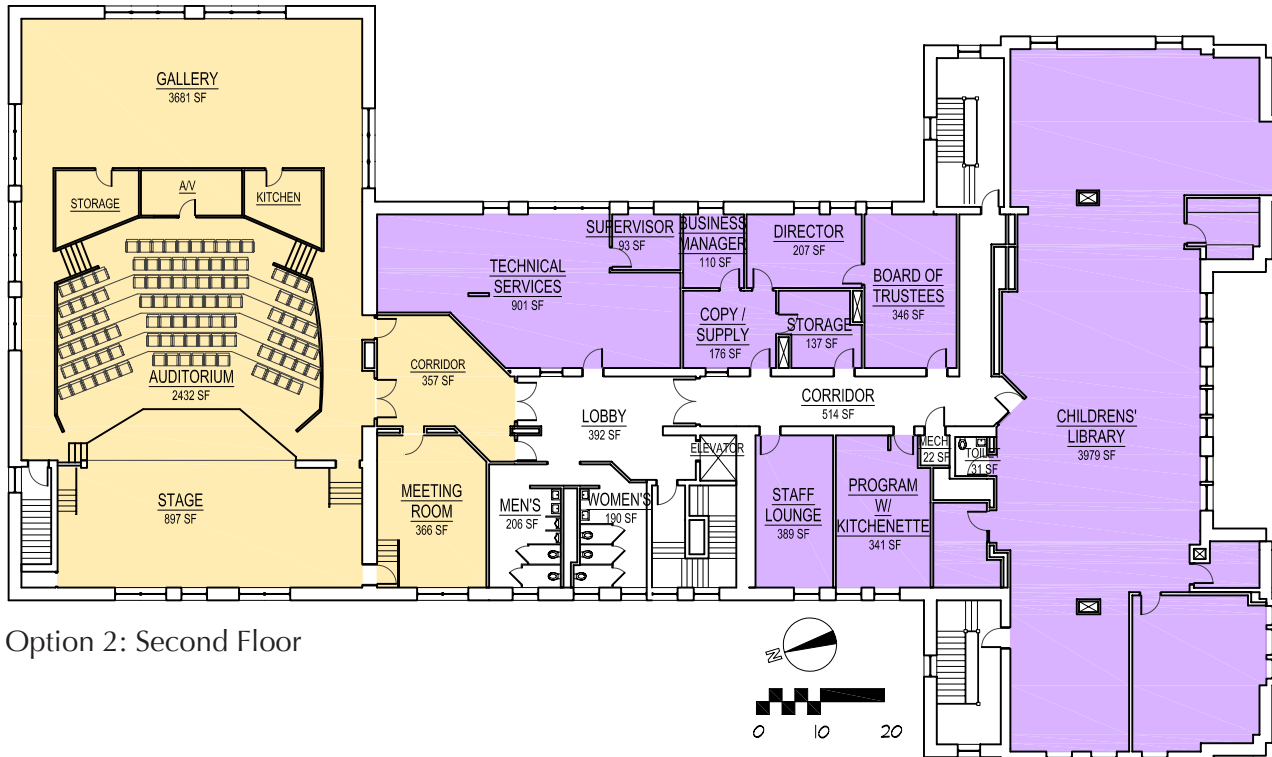 GALLERY
3681 SF
STORAGE
A/V
KITCHEN
AUDITORIUM
2432 SF
STAGE
897 SF
CORRIDOR
357 SF
MEETING
ROOM
366 SF
TECHNICAL
SERVICES
901 SF
SUPERVISOR
93 SF
BUSINESS
MANAGER
110 SF
DIRECTOR
207 SF
BOARD OF
TRUSTEES
346 SF
COPY /
SUPPLY
176 SF
STORAGE
137 SF
LOBBY
392 SF
CORRIDOR
514 SF
ELEVATOR
MEN'S
206 SF
WOMEN'S
190 SF
STAFF
LOUNGE
389 SF
PROGRAM
W/
KITCHENETTE
341 SF
MECH
22 SF
TOILET
31 SF
CHILDRENS'
LIBRARY
3979 SF
Option 2: Second Floor
N
0 10 20